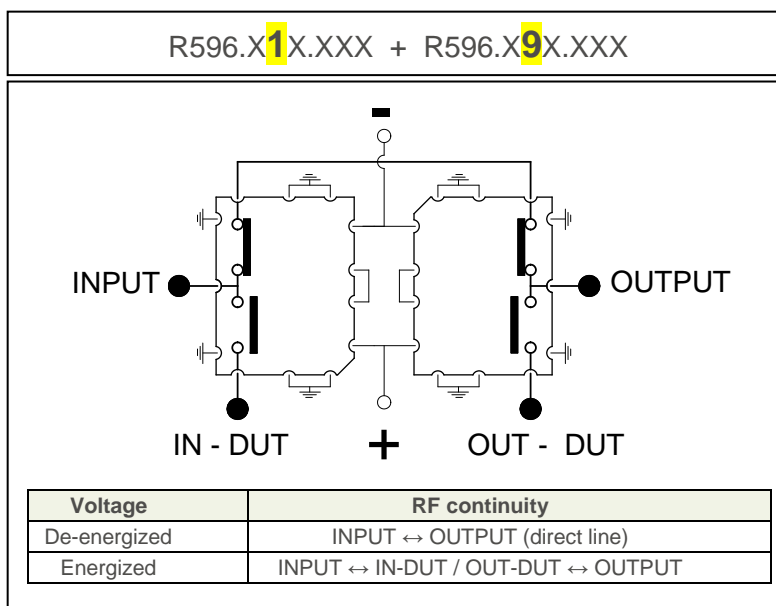 R596.X1X.XXX + R596.X9X.XXX
-
INPUT OUTPUT
IN - DUT + OUT - DUT
Voltage RF continuity
De-energized INPUT ↔ OUTPUT (direct line)
Energized INPUT ↔ IN-DUT / OUT-DUT ↔ OUTPUT